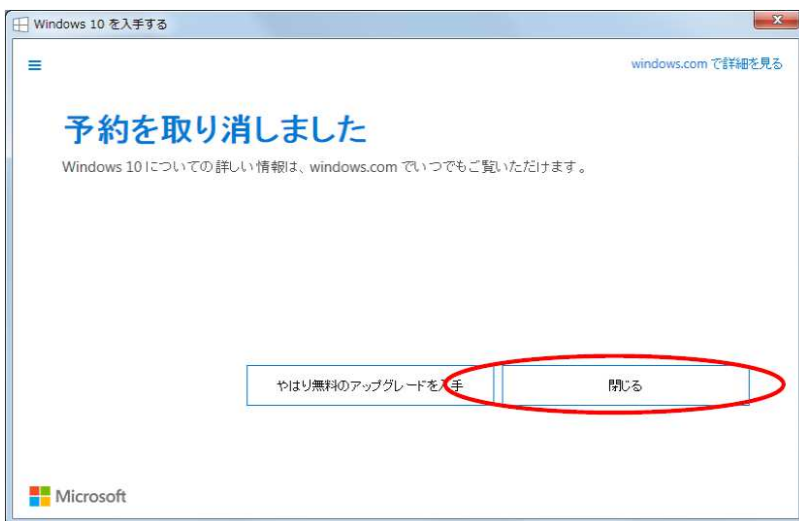 Windows 10 を入手する
windows.com で詳細を見る
予約を取り消しました
Windows 10 についての詳しい情報は、windows.com でいつでもご覧いただけます。
やはり無料のアップグレードを入手
閉じる
Microsoft